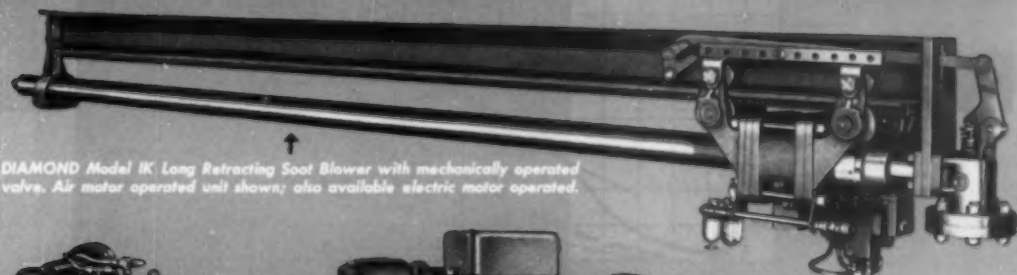 DIAMOND Model IK Long Retracting Soot Blower with mechanically operated
valve. Air motor operated unit shown; also available electric motor operated.